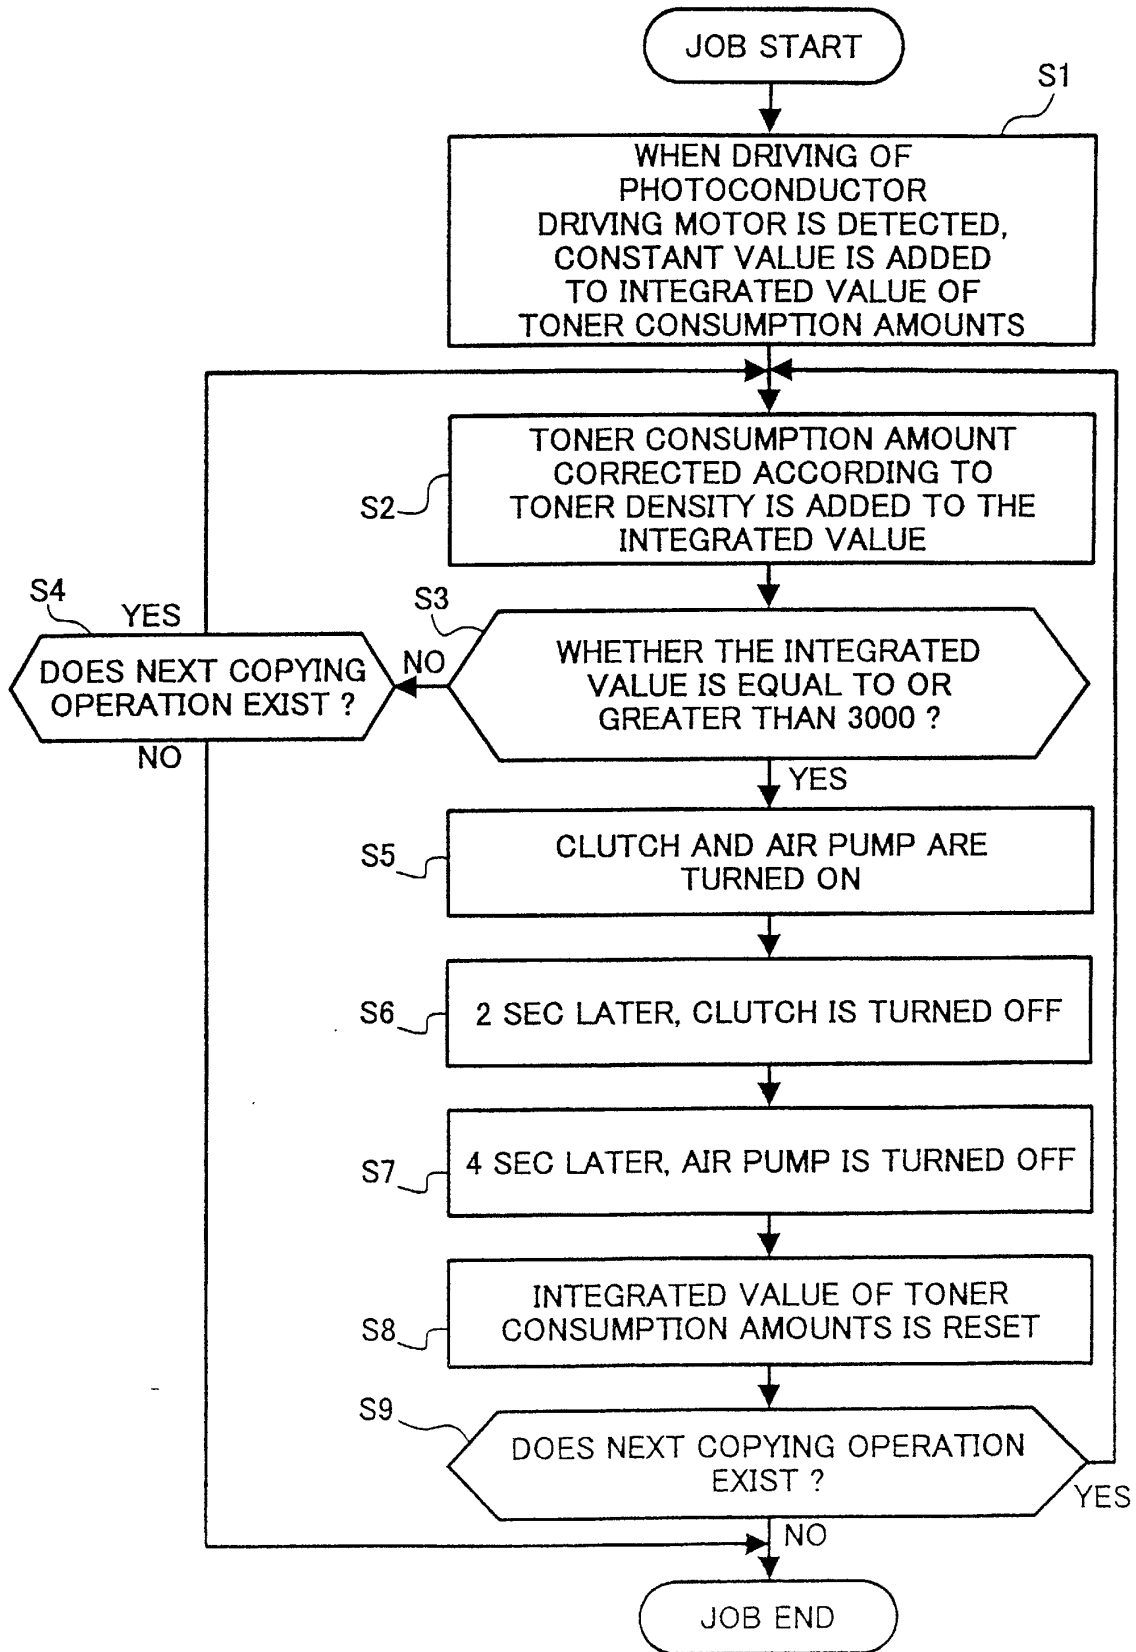 JOB START
S1
WHEN DRIVING OF
PHOTOCONDUCTOR
DRIVING MOTOR IS DETECTED,
CONSTANT VALUE IS ADDED
TO INTEGRATED VALUE OF
TONER CONSUMPTION AMOUNTS
S2
TONER CONSUMPTION AMOUNT
CORRECTED ACCORDING TO
TONER DENSITY IS ADDED TO THE
INTEGRATED VALUE
S3
WHETHER THE INTEGRATED
VALUE IS EQUAL TO OR
GREATER THAN 3000 ?
NO
YES
S4
YES
DOES NEXT COPYING
OPERATION EXIST ?
NO
S5
CLUTCH AND AIR PUMP ARE
TURNED ON
S6
2 SEC LATER, CLUTCH IS TURNED OFF
S7
4 SEC LATER, AIR PUMP IS TURNED OFF
S8
INTEGRATED VALUE OF TONER
CONSUMPTION AMOUNTS IS RESET
S9
DOES NEXT COPYING OPERATION
EXIST ?
YES
NO
JOB END